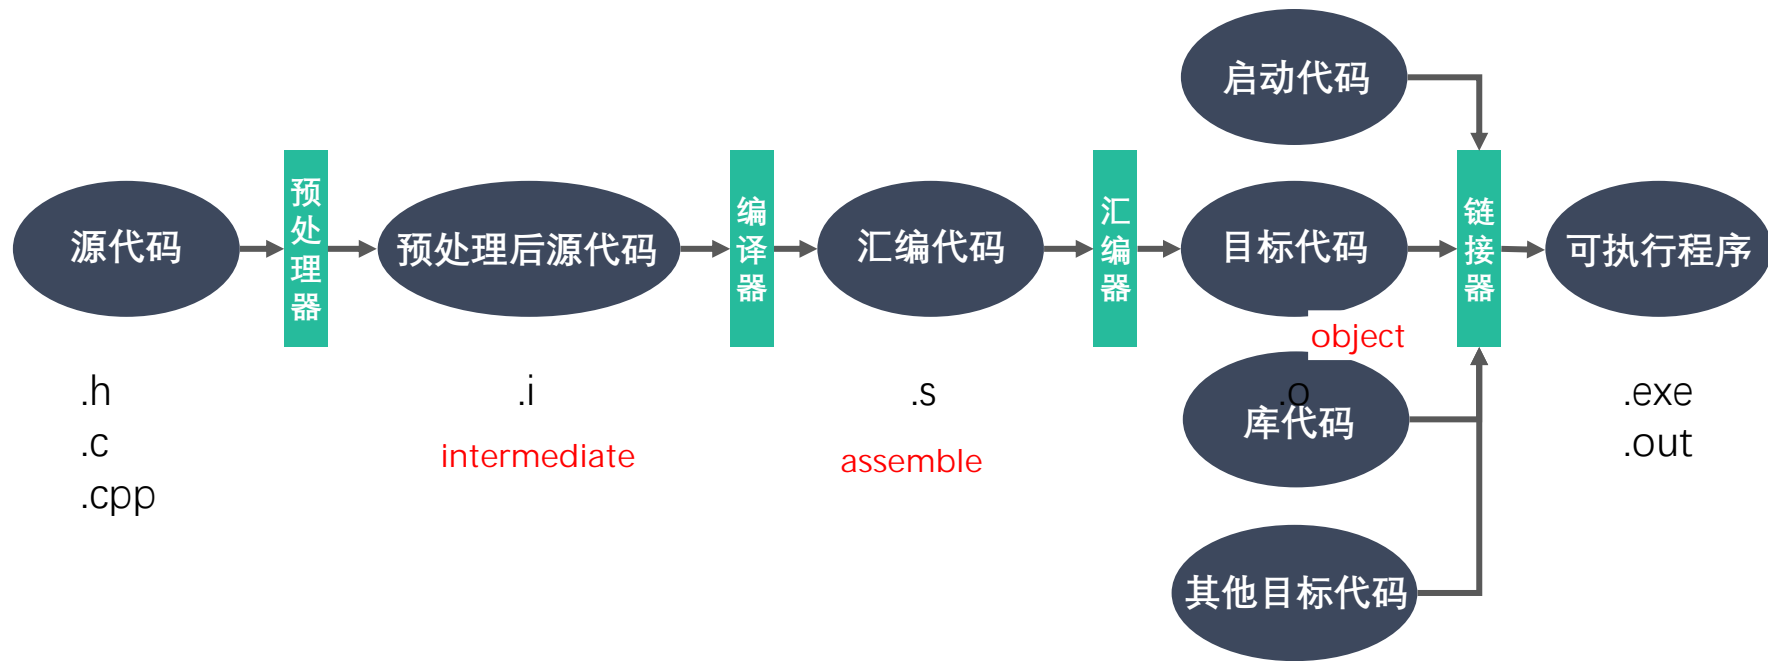 启动代码
源代码
预处理器
预处理后源代码
编译器
汇编代码
汇编器
目标代码
链接器
可执行程序
object
.h
.c
.cpp
.i
intermediate
.s
assemble
.o
库代码
.exe
.out
其他目标代码